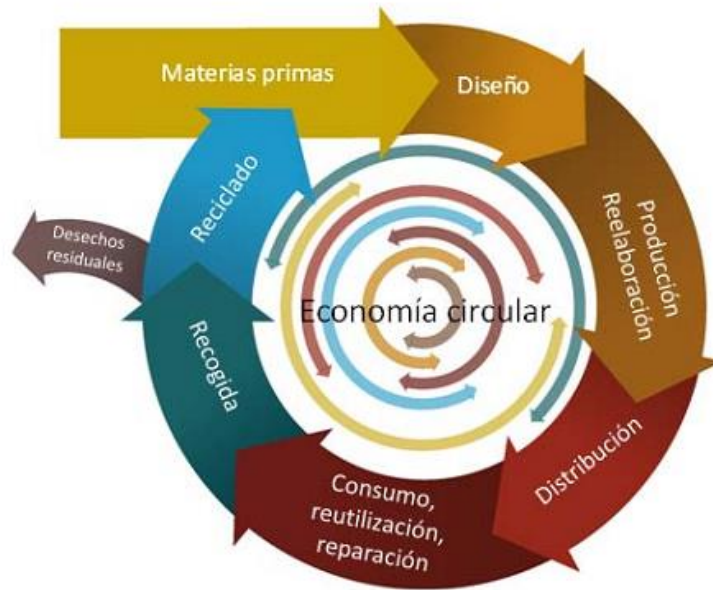 Materias primas
Diseño
Producción
Reelaboración
Distribución
Consumo,
reutilización,
reparación
Recogida
Reciclado
Desechos
residuales
Economía circular